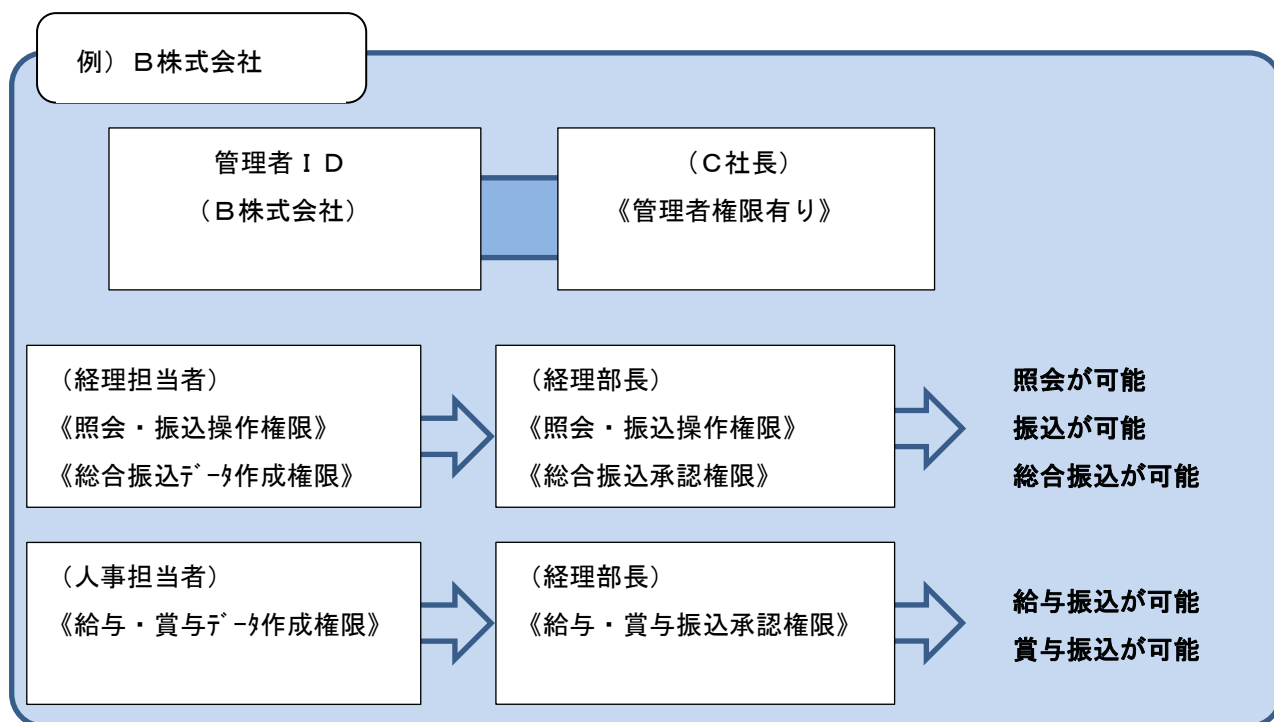 例）Ｂ株式会社
管理者ＩＤ
（Ｂ株式会社）
（Ｃ社長）
《管理者権限有り》
（経理担当者）
《照会・振込操作権限》
《総合振込ﾃﾞｰﾀ作成権限》
（経理部長）
《照会・振込操作権限》
《総合振込承認権限》
照会が可能
振込が可能
総合振込が可能
（人事担当者）
《給与・賞与ﾃﾞｰﾀ作成権限》
（経理部長）
《給与・賞与振込承認権限》
給与振込が可能
賞与振込が可能